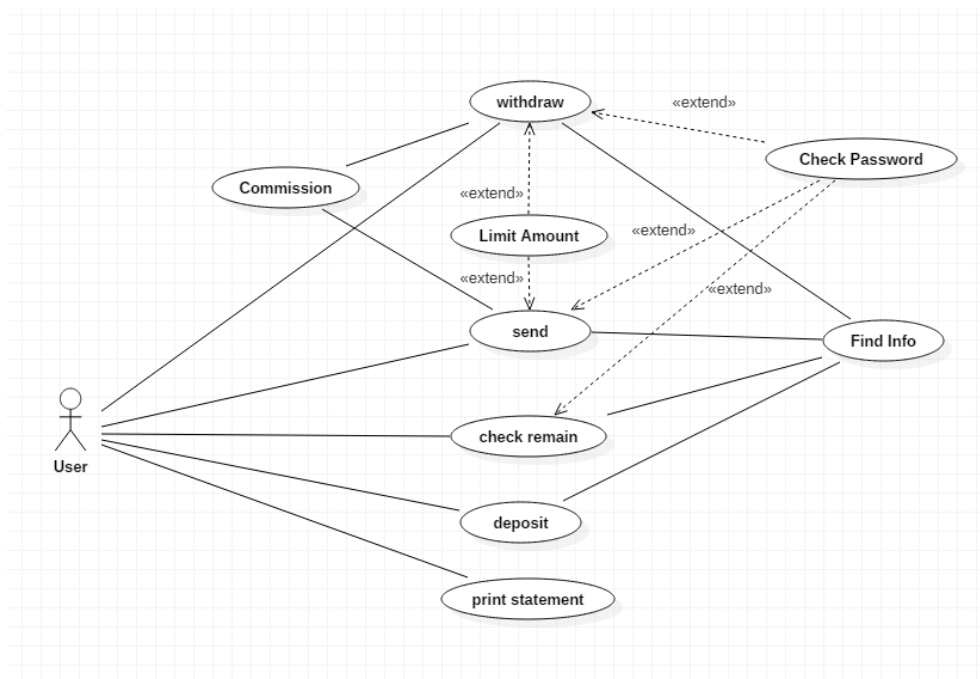 withdraw
«extend»
Check Password
Commission
«extend»
Limit Amount
«extend»
«extend»
«extend»
send
Find Info
check remain
User
deposit
print statement